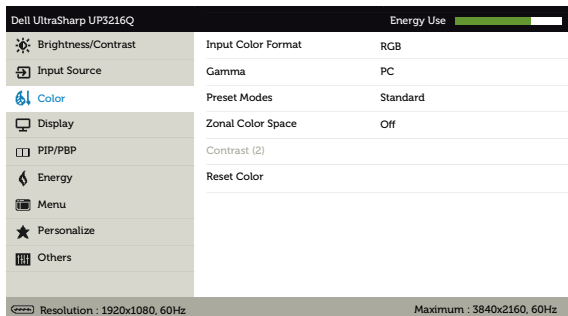 Dell UltraSharp UP3216Q Energy Use
Brightness/Contrast Input Color Format RGB
Input Source Gamma PC
Color Preset Modes Standard
Display Zonal Color Space Off
PIP/PBP Contrast (2)
Energy Reset Color
Menu
Personalize
Others
Resolution : 1920x1080, 60Hz Maximum : 3840x2160, 60Hz